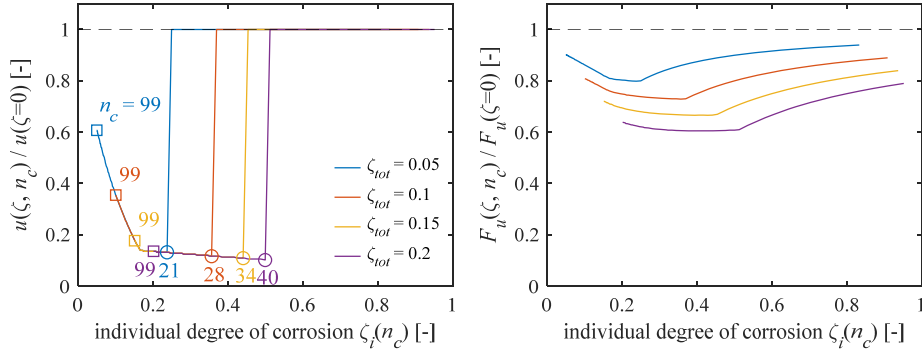 u(ζ, n_c) / u(ζ=0) [-]
1
0.8
0.6
0.4
0.2
0
n_c = 99
99
99
99
21
28
34
40
ζ_tot = 0.05
ζ_tot = 0.1
ζ_tot = 0.15
ζ_tot = 0.2
0 0.2 0.4 0.6 0.8 1
individual degree of corrosion ζ_i(n_c) [-]
F_u(ζ, n_c) / F_u(ζ=0) [-]
1
0.8
0.6
0.4
0.2
0
0 0.2 0.4 0.6 0.8 1
individual degree of corrosion ζ_i(n_c) [-]